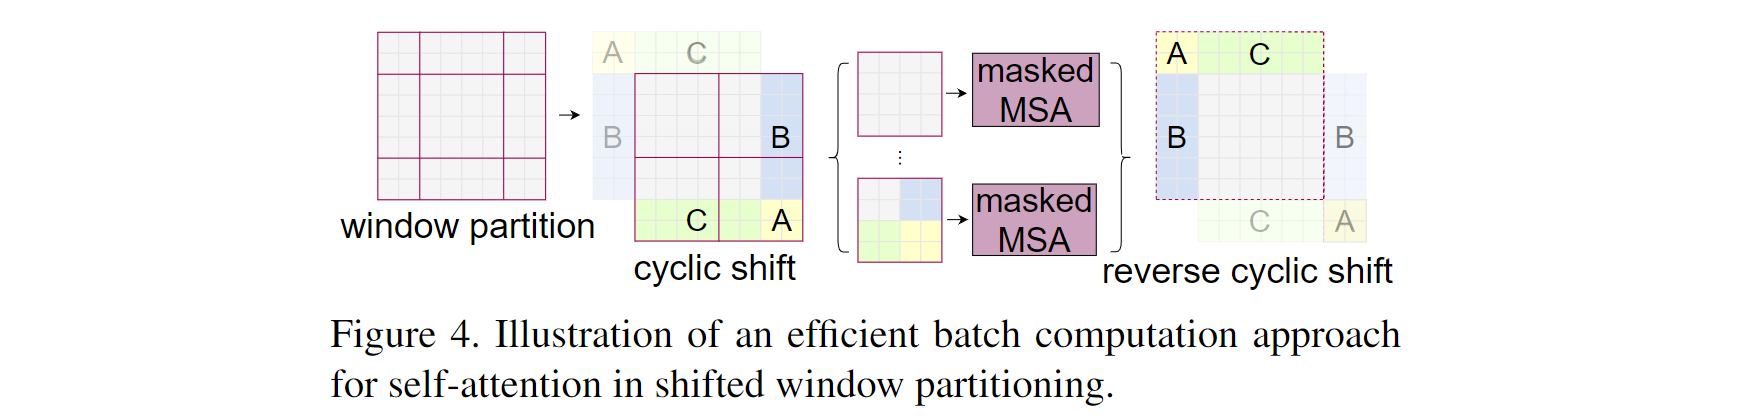 A
C
B
B
C
A
window partition
cyclic shift
masked
MSA
masked
MSA
A
C
B
B
C
A
reverse cyclic shift
Figure 4. Illustration of an efficient batch computation approach
for self-attention in shifted window partitioning.